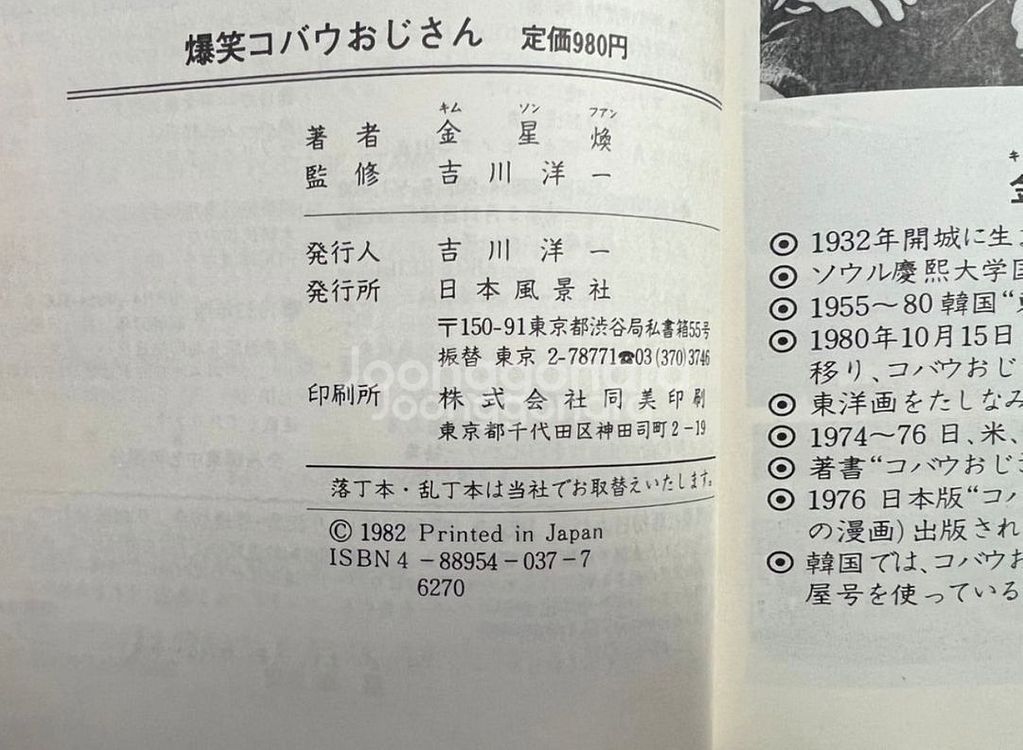 爆笑コバウおじさん 定価980円
キム ソン フアン
著者 金星煥
監修 吉川洋一
発行人 吉川洋一
発行所 日本風景社
〒150-91東京都渋谷局私書箱55号
振替 東京 2-78771☎03(370)3746
印刷所 株式会社同美印刷
東京都千代田区神田司町2-19
落丁本・乱丁本は当社でお取替えいたします。
© 1982 Printed in Japan
ISBN4-88954-037-7
6270
joongonara
joongonara
キ
金
◉ 1932年開城に生
◉ ソウル慶熙大学国
◉ 1955〜80韓国“
◉ 1980年10月15日
移り、コバウおじ
◉ 東洋画をたしなみ
◉ 1974〜76 日、米、
◉ 著書“コバウおじ
◉ 1976 日本版“コバ
の漫画)出版され
◉ 韓国では、コバウお
屋号を使っている